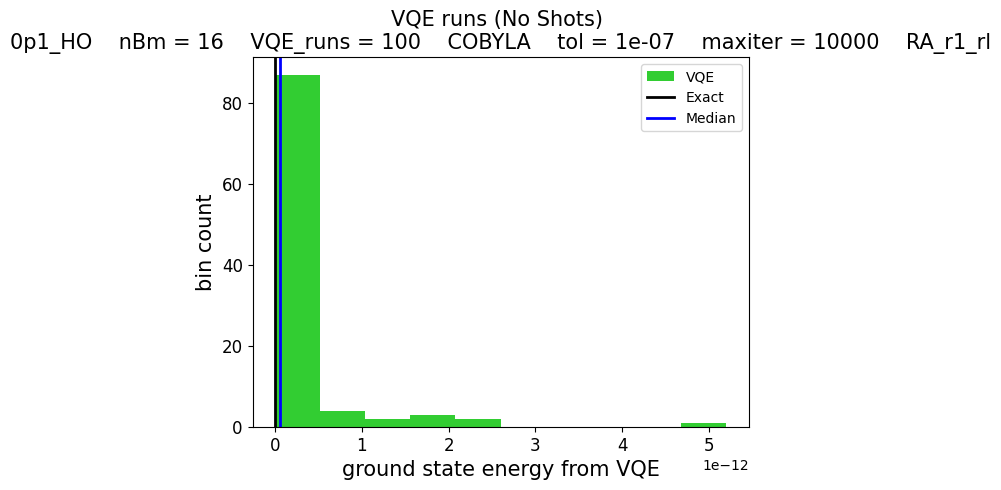 VQE runs (No Shots)
0p1_HO nBm = 16 VQE_runs = 100 COBYLA tol = 1e-07 maxiter = 10000 RA_r1_rl
VQE
Exact
Median
80
60
40
20
0
bin count
0 1 2 3 4 5
1e−12
ground state energy from VQE